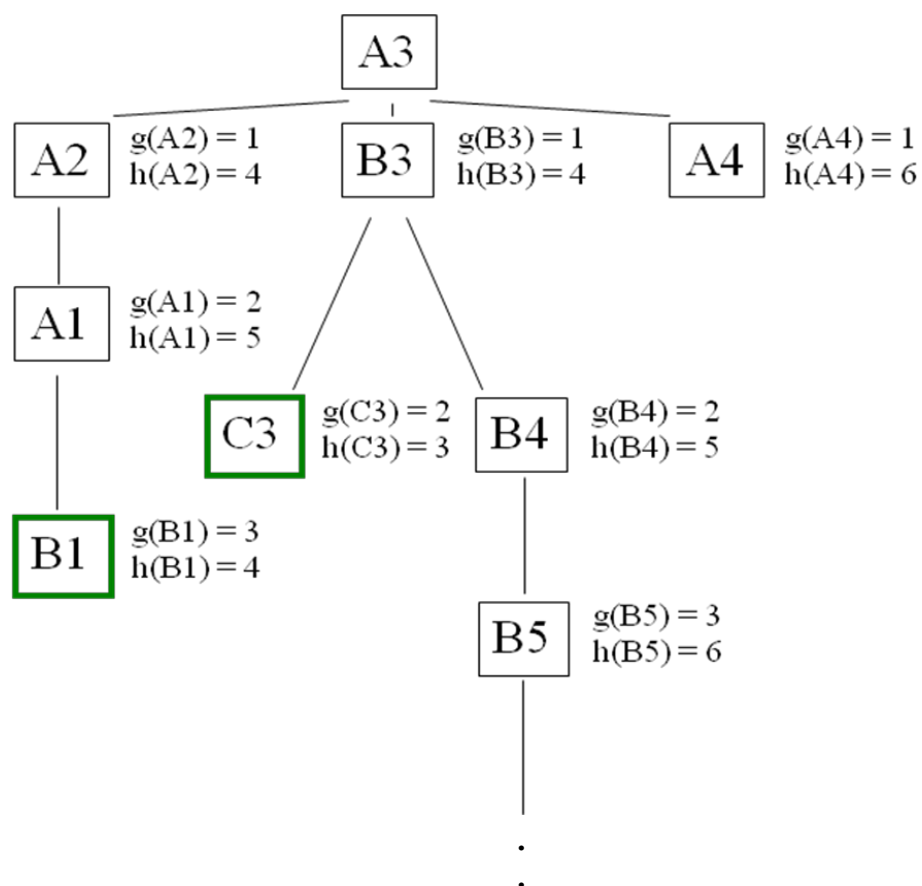 A3
A2
g(A2) = 1
h(A2) = 4
B3
g(B3) = 1
h(B3) = 4
A4
g(A4) = 1
h(A4) = 6
A1
g(A1) = 2
h(A1) = 5
C3
g(C3) = 2
h(C3) = 3
B4
g(B4) = 2
h(B4) = 5
B1
g(B1) = 3
h(B1) = 4
B5
g(B5) = 3
h(B5) = 6
.
.